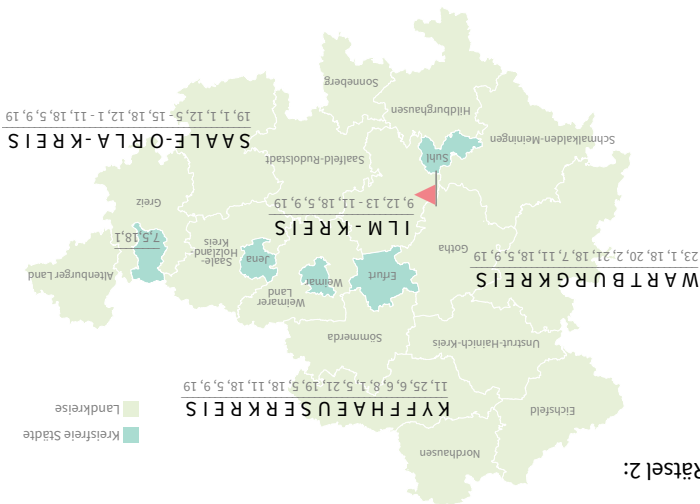 Rätsel 2:
Nordhausen
Kreisfreie Städte
Landkreise
Eichsfeld
KYFFHAEUSERKREIS
11, 25, 6, 6, 8, 1, 5, 21, 19, 5, 18, 11, 18, 5, 9, 19
Unstrut-Hainich-Kreis
Sömmerda
WARTBURGKREIS
23, 1, 18, 20, 2, 21, 18, 7, 11, 18, 5, 9, 19
Gotha
Erfurt
Weimarer
Land
Weimar
Jena
Saale-
Holzland
Kreis
7,5,18,1
Altenburger Land
ILM-KREIS
9, 12, 13 - 11, 18, 5, 9, 19
Greiz
Suhl
Saalfeld-Rudolstadt
SAALE-ORLA-KREIS
19, 1, 1, 12, 5 - 15, 18, 12, 1 - 11, 18, 5, 9, 19
Schmalkalden-Meiningen
Hildburghausen
Sonneberg